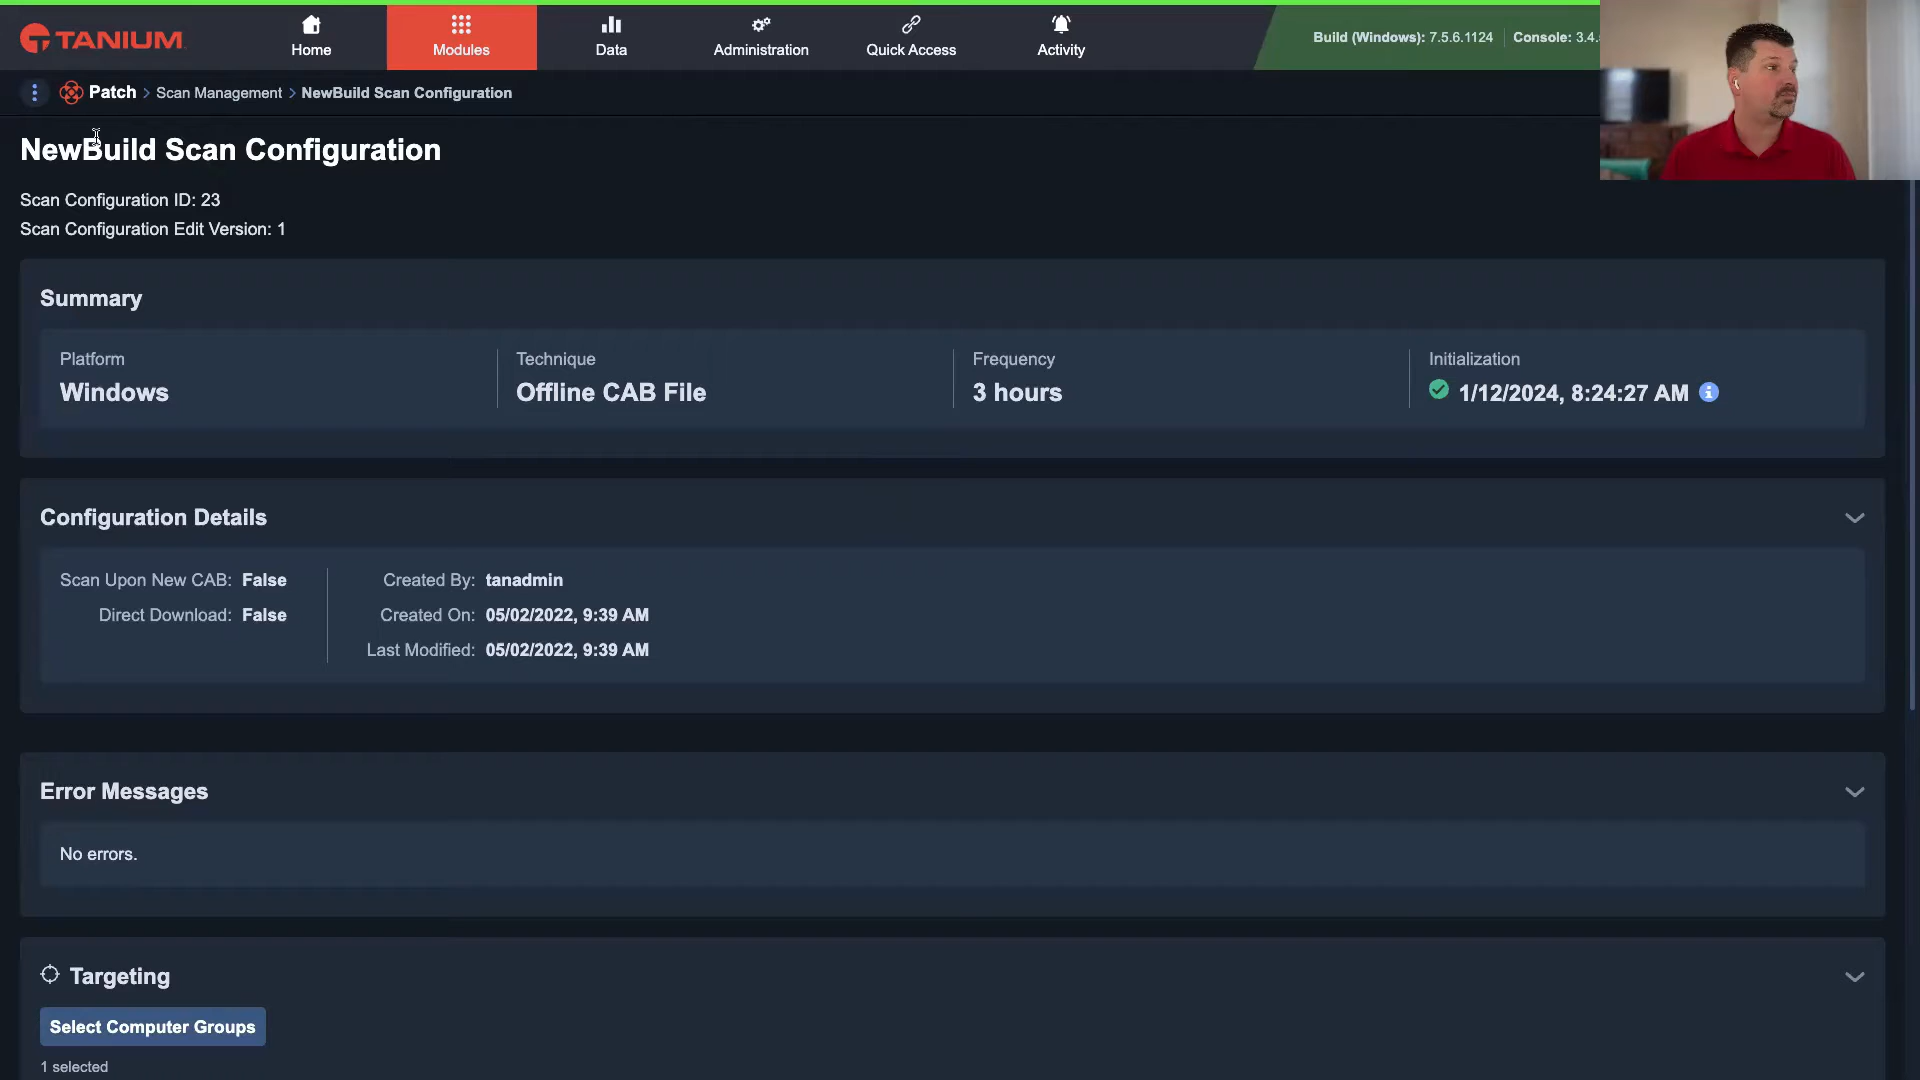 TANIUM
Home
Modules
Data
Administration
Quick Access
Activity
Build (Windows): 7.5.6.1124
Console: 3.4.
Patch > Scan Management > NewBuild Scan Configuration
NewBuild Scan Configuration
Scan Configuration ID: 23
Scan Configuration Edit Version: 1
Summary
Platform
Windows
Technique
Offline CAB File
Frequency
3 hours
Initialization
1/12/2024, 8:24:27 AM
Configuration Details
Scan Upon New CAB: False
Direct Download: False
Created By: tanadmin
Created On: 05/02/2022, 9:39 AM
Last Modified: 05/02/2022, 9:39 AM
Error Messages
No errors.
Targeting
Select Computer Groups
1 selected